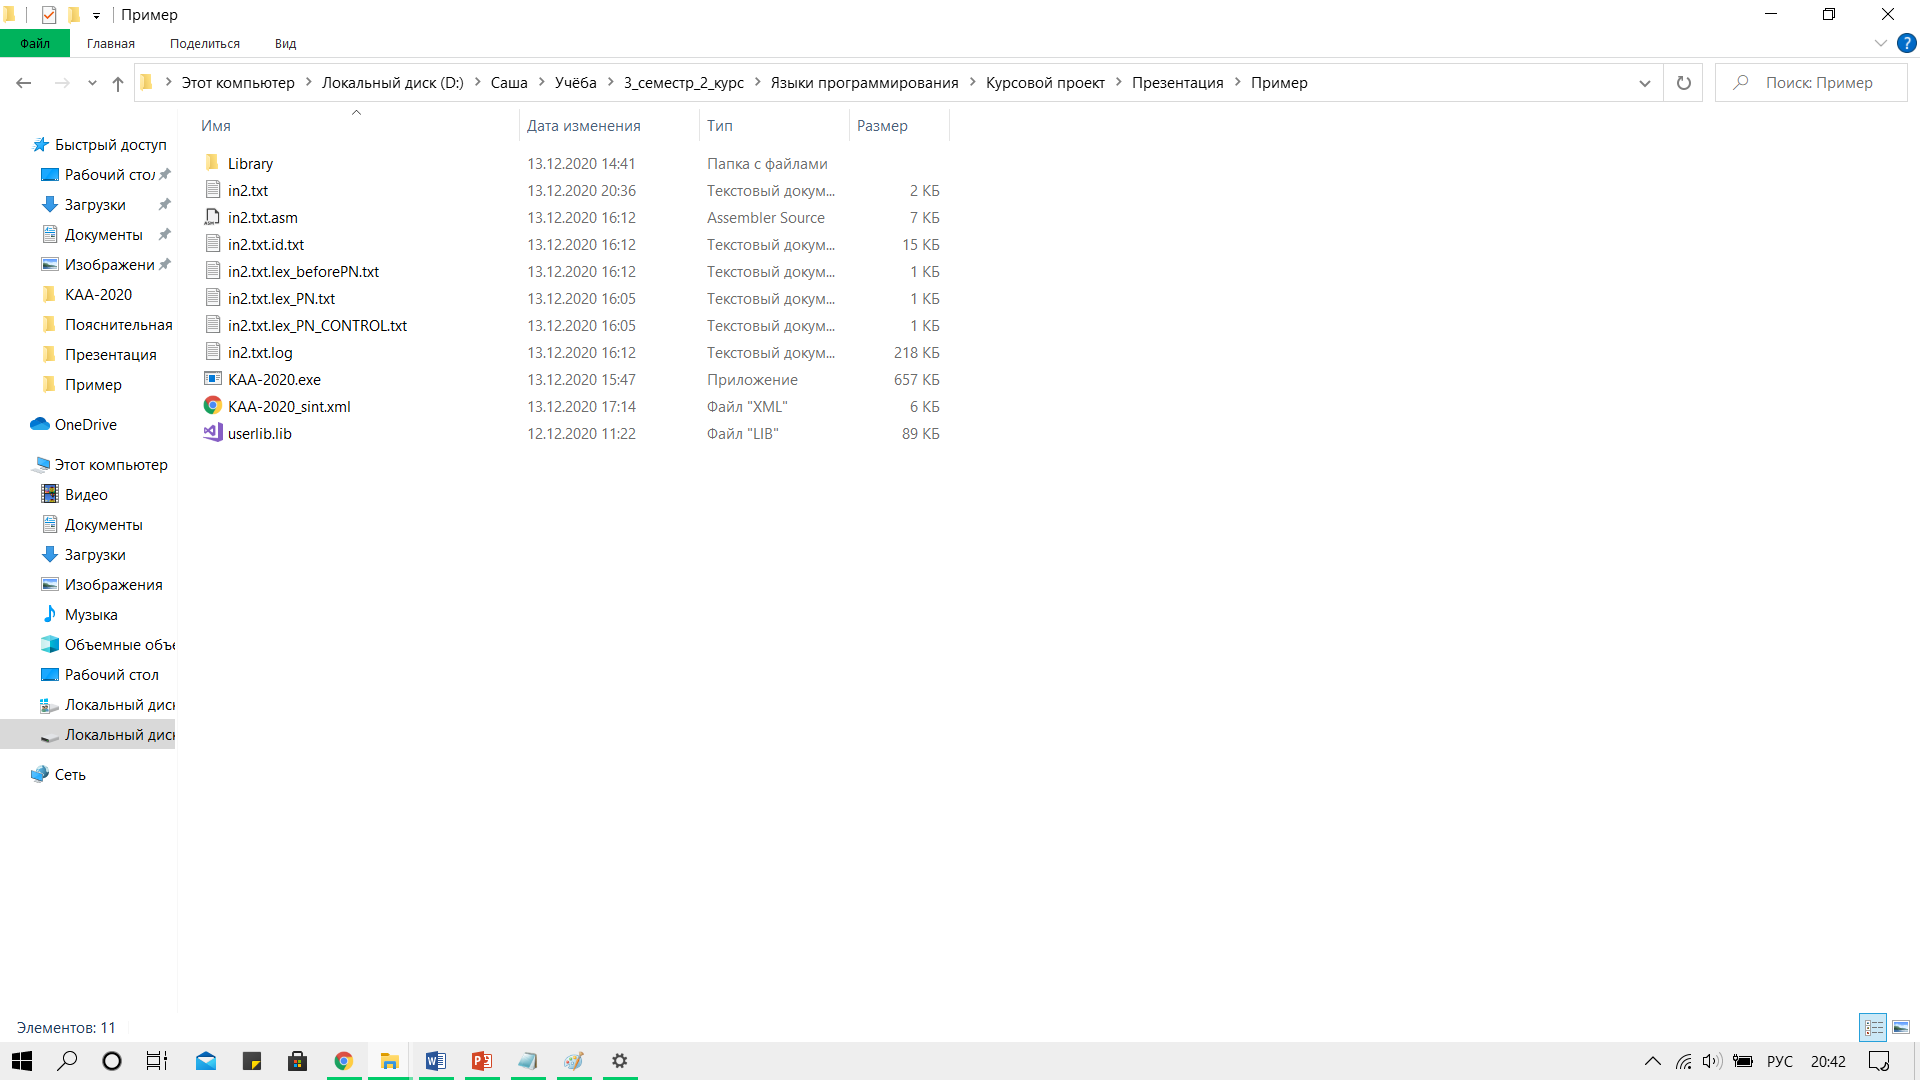 Пример
Файл Главная Поделиться Вид
Этот компьютер Локальный диск (D:) Саша Учёба 3_семестр_2_курс Языки программирования Курсовой проект Презентация Пример Поиск: Пример
Имя Дата изменения Тип Размер
Library 13.12.2020 14:41 Папка с файлами
in2.txt 13.12.2020 20:36 Текстовый докум... 2 КБ
in2.txt.asm 13.12.2020 16:12 Assembler Source 7 КБ
in2.txt.id.txt 13.12.2020 16:12 Текстовый докум... 15 КБ
in2.txt.lex_beforePN.txt 13.12.2020 16:12 Текстовый докум... 1 КБ
in2.txt.lex_PN.txt 13.12.2020 16:05 Текстовый докум... 1 КБ
in2.txt.lex_PN_CONTROL.txt 13.12.2020 16:05 Текстовый докум... 1 КБ
in2.txt.log 13.12.2020 16:12 Текстовый докум... 218 КБ
KAA-2020.exe 13.12.2020 15:47 Приложение 657 КБ
KAA-2020_sint.xml 13.12.2020 17:14 Файл "XML" 6 КБ
userlib.lib 12.12.2020 11:22 Файл "LIB" 89 КБ
Быстрый доступ
Рабочий стол
Загрузки
Документы
Изображени
KAA-2020
Пояснительная
Презентация
Пример
OneDrive
Этот компьютер
Видео
Документы
Загрузки
Изображения
Музыка
Объемные объе
Рабочий стол
Локальный диск
Локальный диск
Сеть
Элементов: 11
РУС 20:42